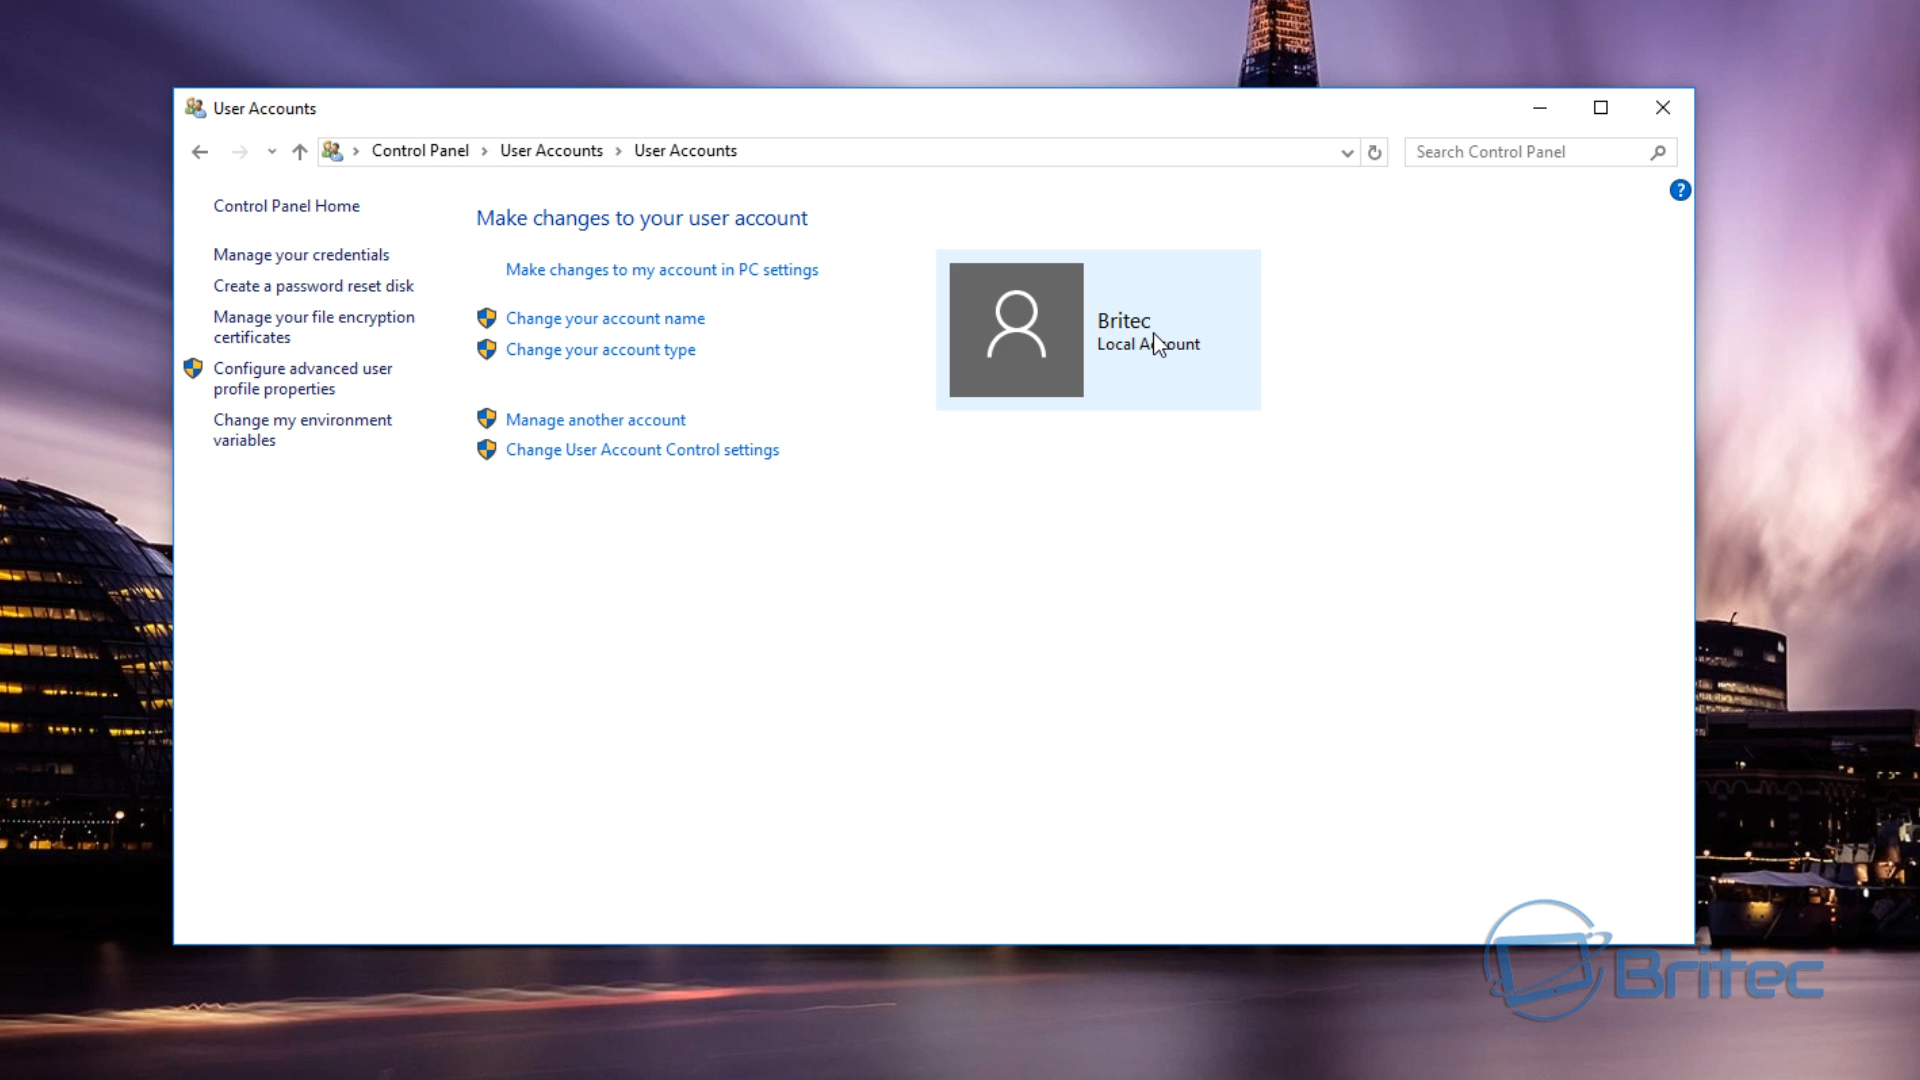 User Accounts
Control Panel > User Accounts > User Accounts
Search Control Panel
?
Control Panel Home
Manage your credentials
Create a password reset disk
Manage your file encryption
certificates
Configure advanced user
profile properties
Change my environment
variables
Make changes to your user account
Make changes to my account in PC settings
Change your account name
Change your account type
Manage another account
Change User Account Control settings
Britec
Local Account
Britec